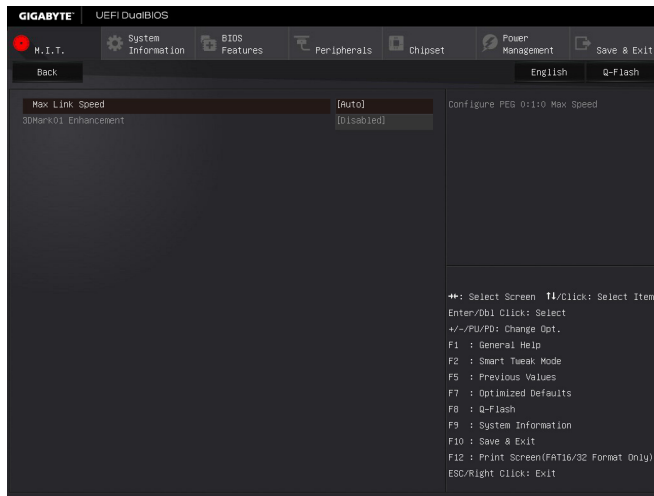 GIGABYTE™ UEFI DualBIOS
M.I.T.
System Information
BIOS Features
Peripherals
Chipset
Power Management
Save & Exit
Back
English
Q-Flash
Max Link Speed [Auto]
3DMark01 Enhancement [Disabled]
Configure PEG 0:1:0 Max Speed
→←: Select Screen ↑↓/Click: Select Item
Enter/Dbl Click: Select
+/-/PU/PD: Change Opt.
F1 : General Help
F2 : Smart Tweak Mode
F5 : Previous Values
F7 : Optimized Defaults
F8 : Q-Flash
F9 : System Information
F10 : Save & Exit
F12 : Print Screen(FAT16/32 Format Only)
ESC/Right Click: Exit